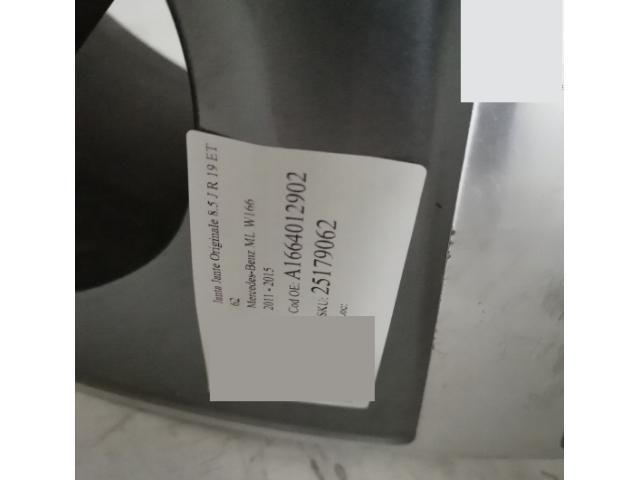 Janta Jante Originale 8.5 J R 19 ET
62
Mercedes-Benz ML W166
2011 - 2015
Cod OE: A1664012902
SKU: 25179062